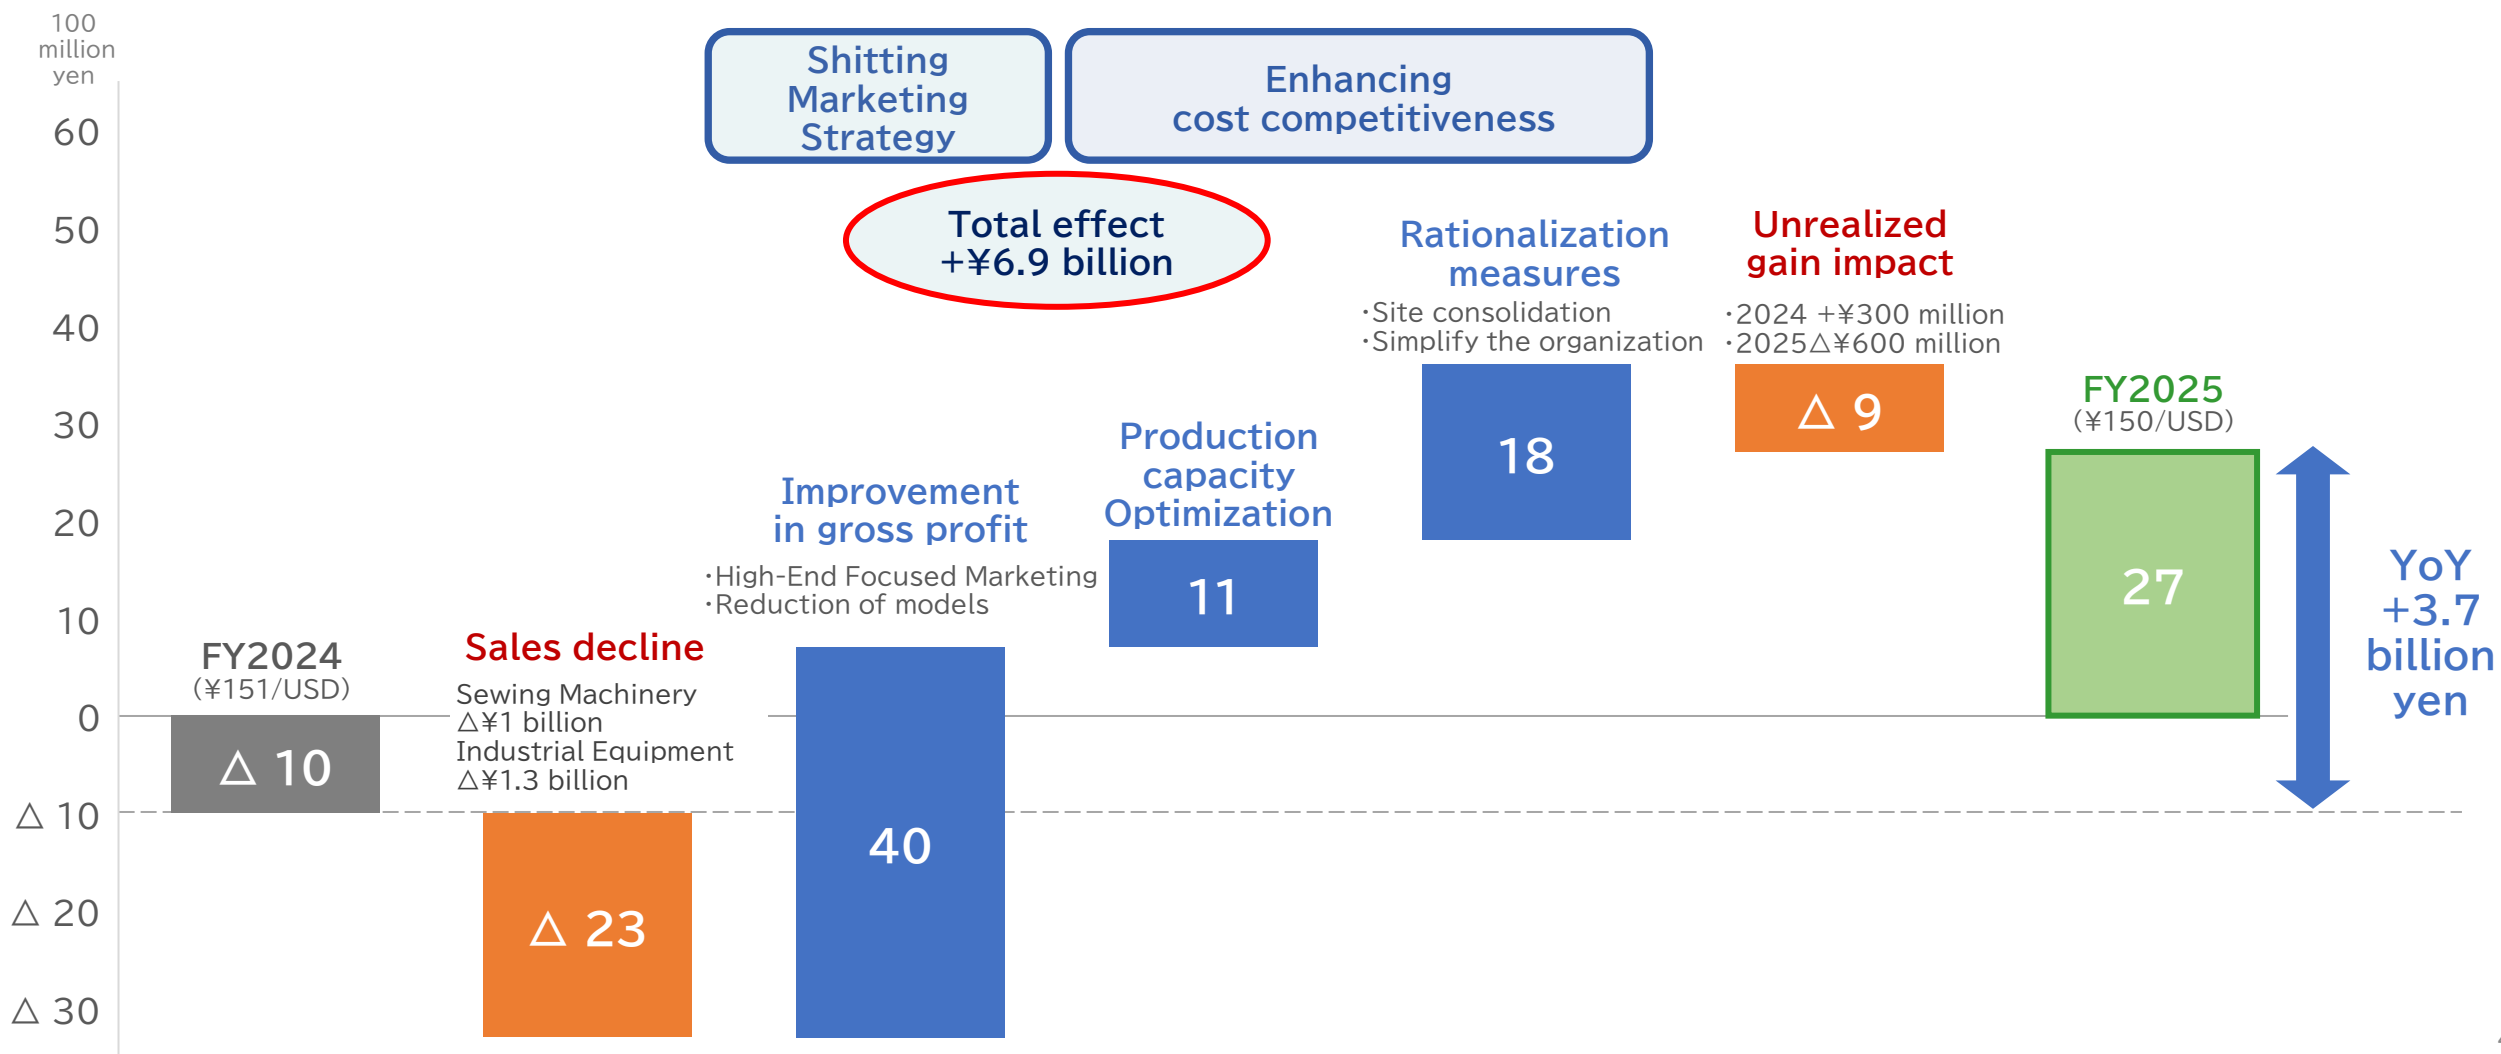 100
million
yen
60
50
40
30
20
10
0
△ 10
△ 20
△ 30
Shitting
Marketing
Strategy
Enhancing
cost competitiveness
Total effect
+¥6.9 billion
FY2024
(¥151/USD)
△ 10
Sales decline
Sewing Machinery
△¥1 billion
Industrial Equipment
△¥1.3 billion
△ 23
Improvement
in gross profit
・High-End Focused Marketing
・Reduction of models
40
Production
capacity
Optimization
11
Rationalization
measures
・Site consolidation
・Simplify the organization
18
Unrealized
gain impact
・2024 +¥300 million
・2025△¥600 million
△ 9
FY2025
(¥150/USD)
27
YoY
+3.7
billion
yen